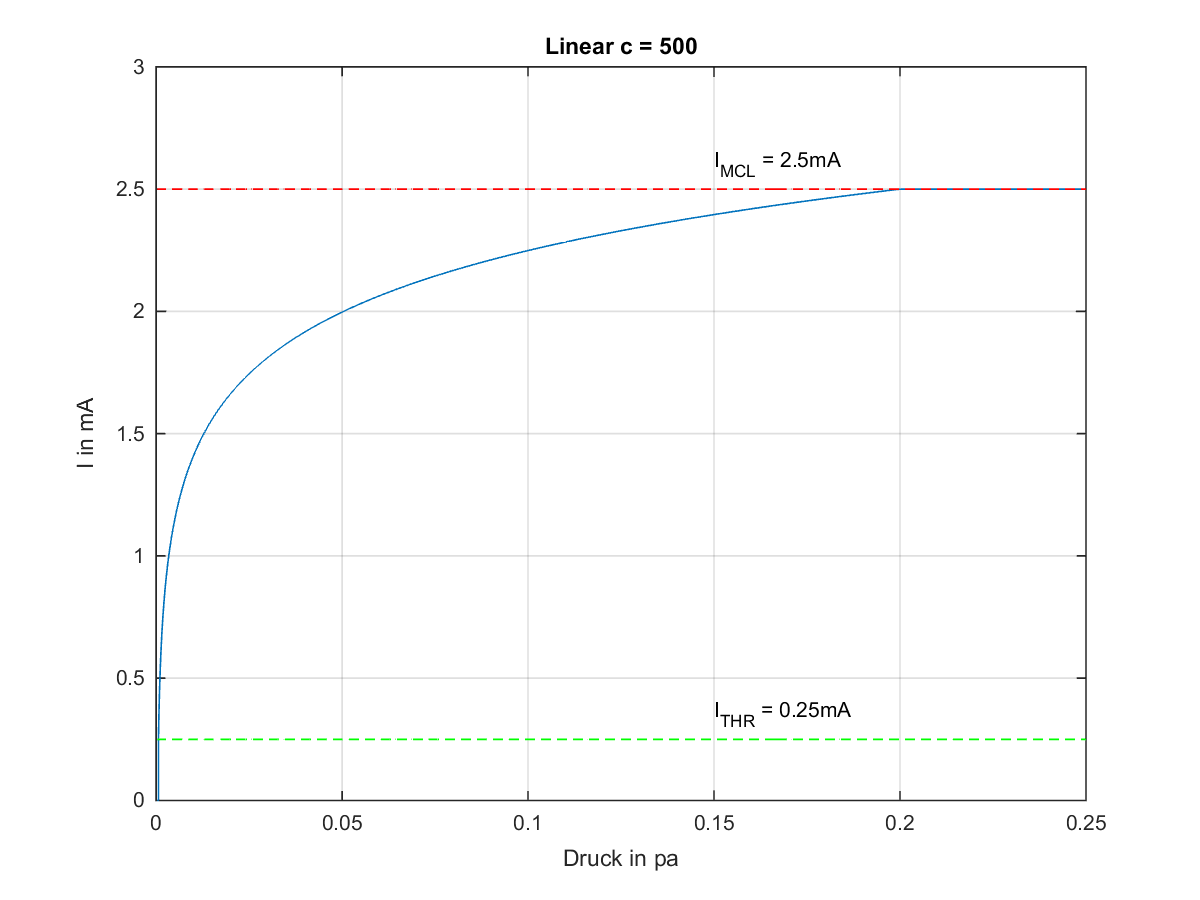 Linear c = 500
3
2.5
2
1.5
1
0.5
0
I in mA
I_MCL = 2.5mA
I_THR = 0.25mA
0 0.05 0.1 0.15 0.2 0.25
Druck in pa